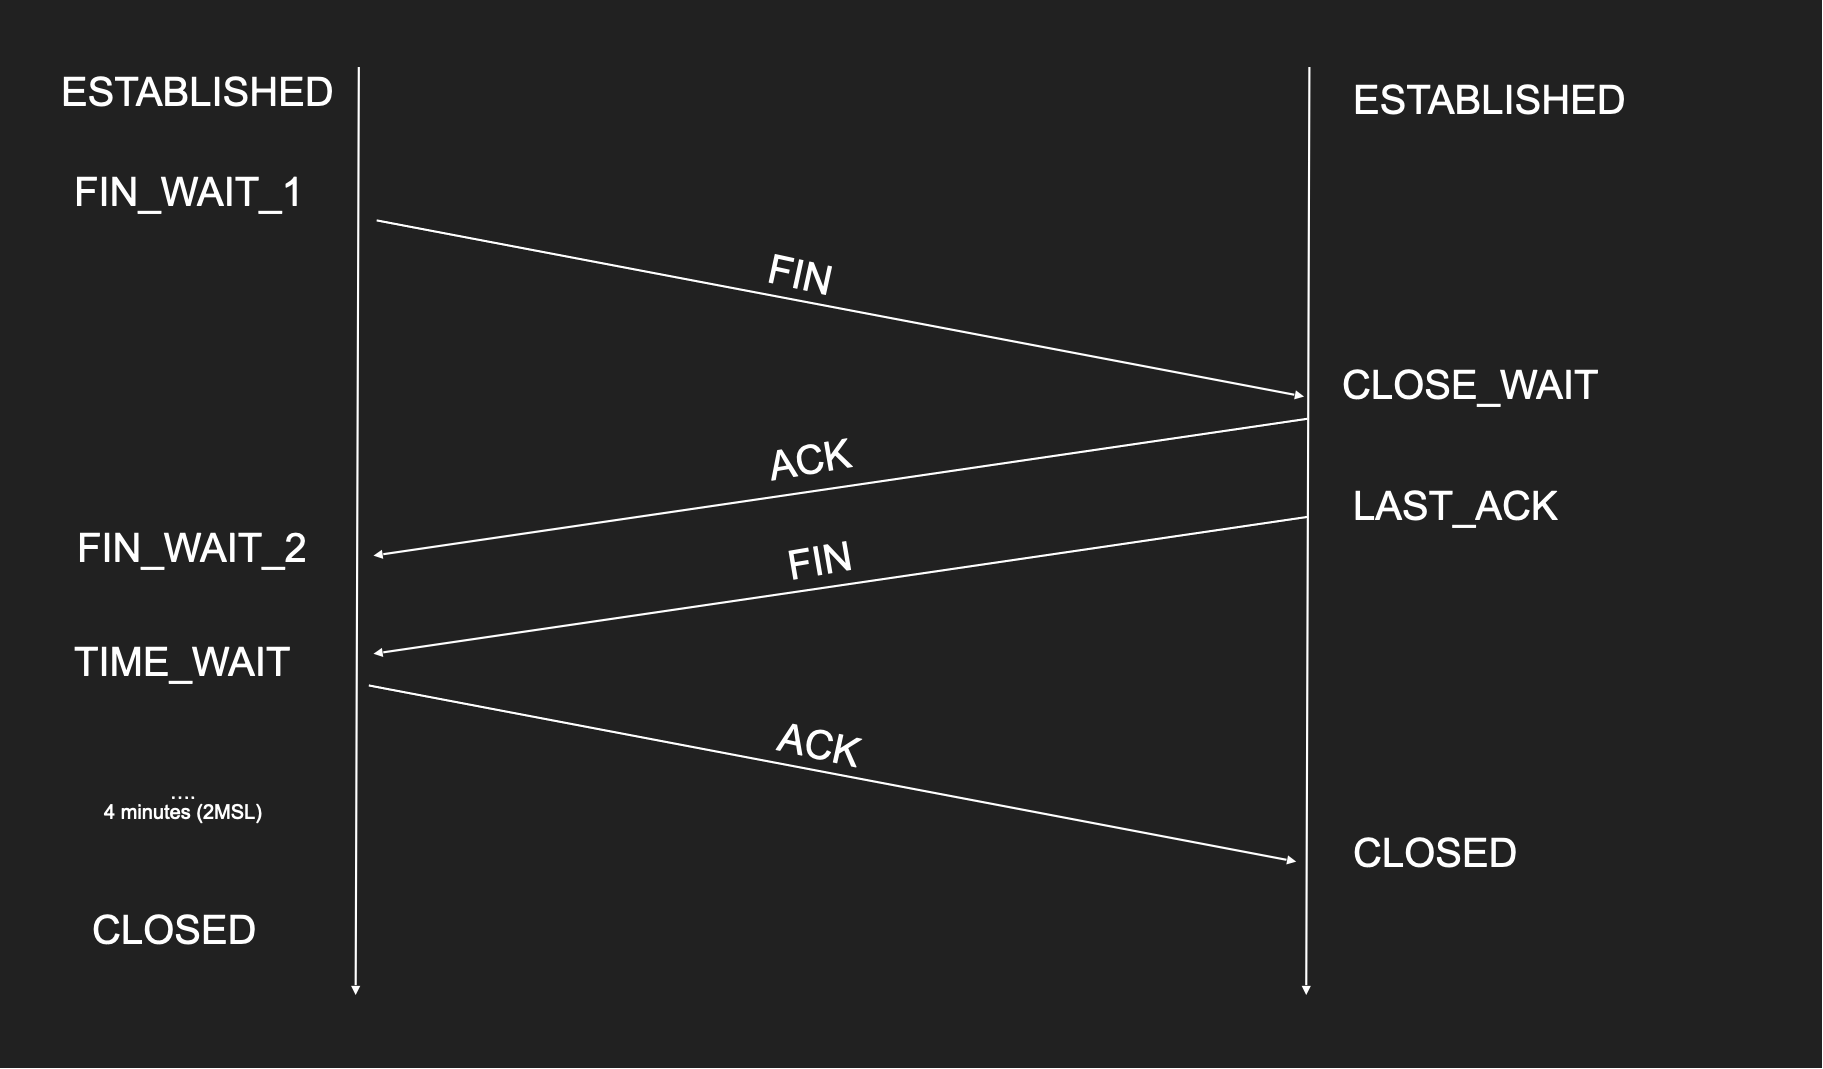 ESTABLISHED
ESTABLISHED
FIN_WAIT_1
FIN
CLOSE_WAIT
ACK
LAST_ACK
FIN_WAIT_2
FIN
TIME_WAIT
ACK
....
4 minutes (2MSL)
CLOSED
CLOSED